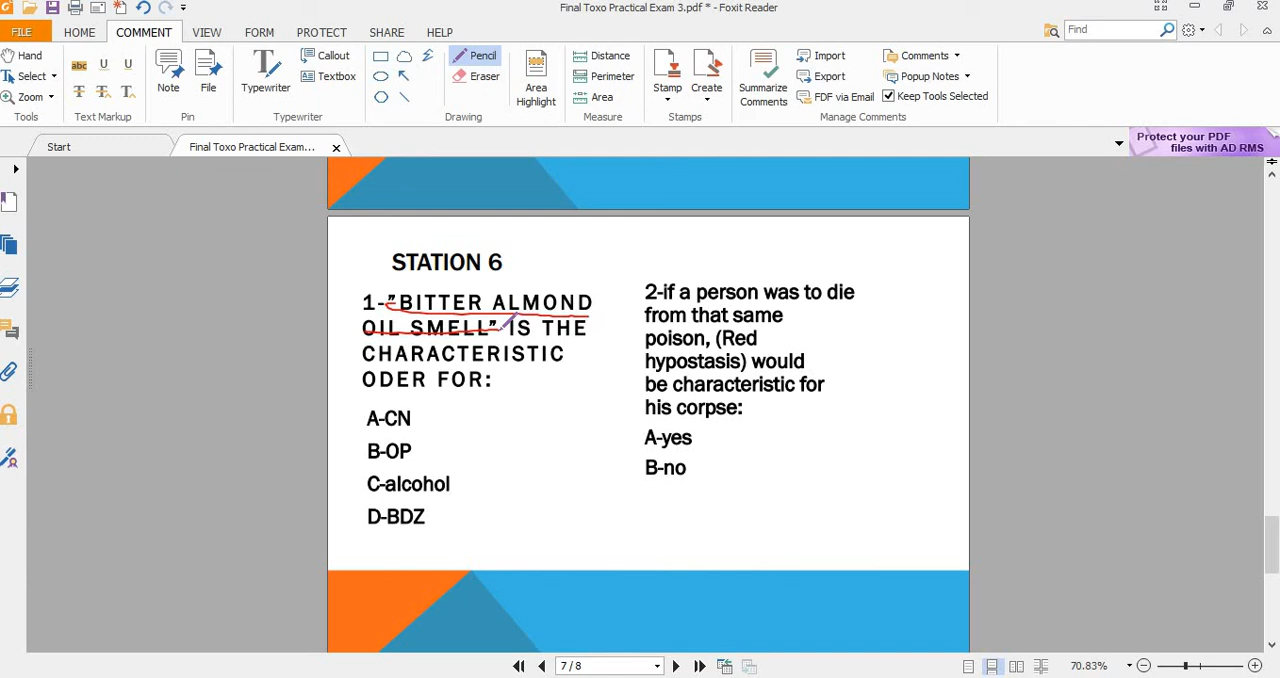 Final Toxo Practical Exam 3.pdf * - Foxit Reader
FILE HOME COMMENT VIEW FORM PROTECT SHARE HELP
Find
Hand
Select
Zoom
Tools
abc U U
T T T
Text Markup
Note
File
Pin
Typewriter
Callout
Textbox
Typewriter
Pencil
Eraser
Drawing
Area
Highlight
Distance
Perimeter
Area
Measure
Stamp
Create
Stamps
Summarize
Comments
Import
Export
FDF via Email
Comments
Popup Notes
Keep Tools Selected
Manage Comments
Start
Final Toxo Practical Exam...
Protect your PDF
files with AD RMS
STATION 6
1-"BITTER ALMOND
OIL SMELL" IS THE
CHARACTERISTIC
ODER FOR:
A-CN
B-OP
C-alcohol
D-BDZ
2-if a person was to die
from that same
poison, (Red
hypostasis) would
be characteristic for
his corpse:
A-yes
B-no
7 / 8
70.83%